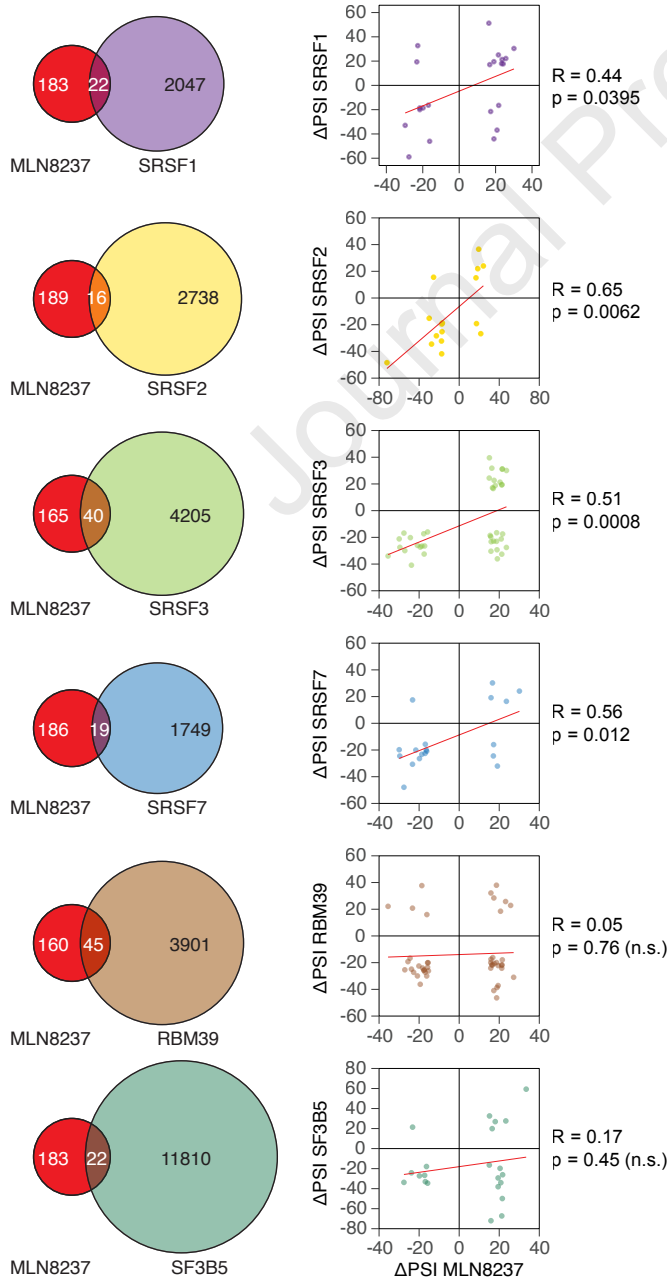 183 22 2047
MLN8237 SRSF1
ΔPSI SRSF1
60
40
20
0
-20
-40
-60
-40 -20 0 20 40
R = 0.44
p = 0.0395
189 16 2738
MLN8237 SRSF2
ΔPSI SRSF2
60
40
20
0
-20
-40
-60
-80 -40 0 40 80
R = 0.65
p = 0.0062
165 40 4205
MLN8237 SRSF3
ΔPSI SRSF3
60
40
20
0
-20
-40
-60
-40 -20 0 20 40
R = 0.51
p = 0.0008
186 19 1749
MLN8237 SRSF7
ΔPSI SRSF7
60
40
20
0
-20
-40
-60
-40 -20 0 20 40
R = 0.56
p = 0.012
160 45 3901
MLN8237 RBM39
ΔPSI RBM39
60
40
20
0
-20
-40
-60
-40 -20 0 20 40
R = 0.05
p = 0.76 (n.s.)
183 22 11810
MLN8237 SF3B5
ΔPSI SF3B5
80
60
40
20
0
-20
-40
-60
-80
-40 -20 0 20 40
ΔPSI MLN8237
R = 0.17
p = 0.45 (n.s.)
Journal Pre